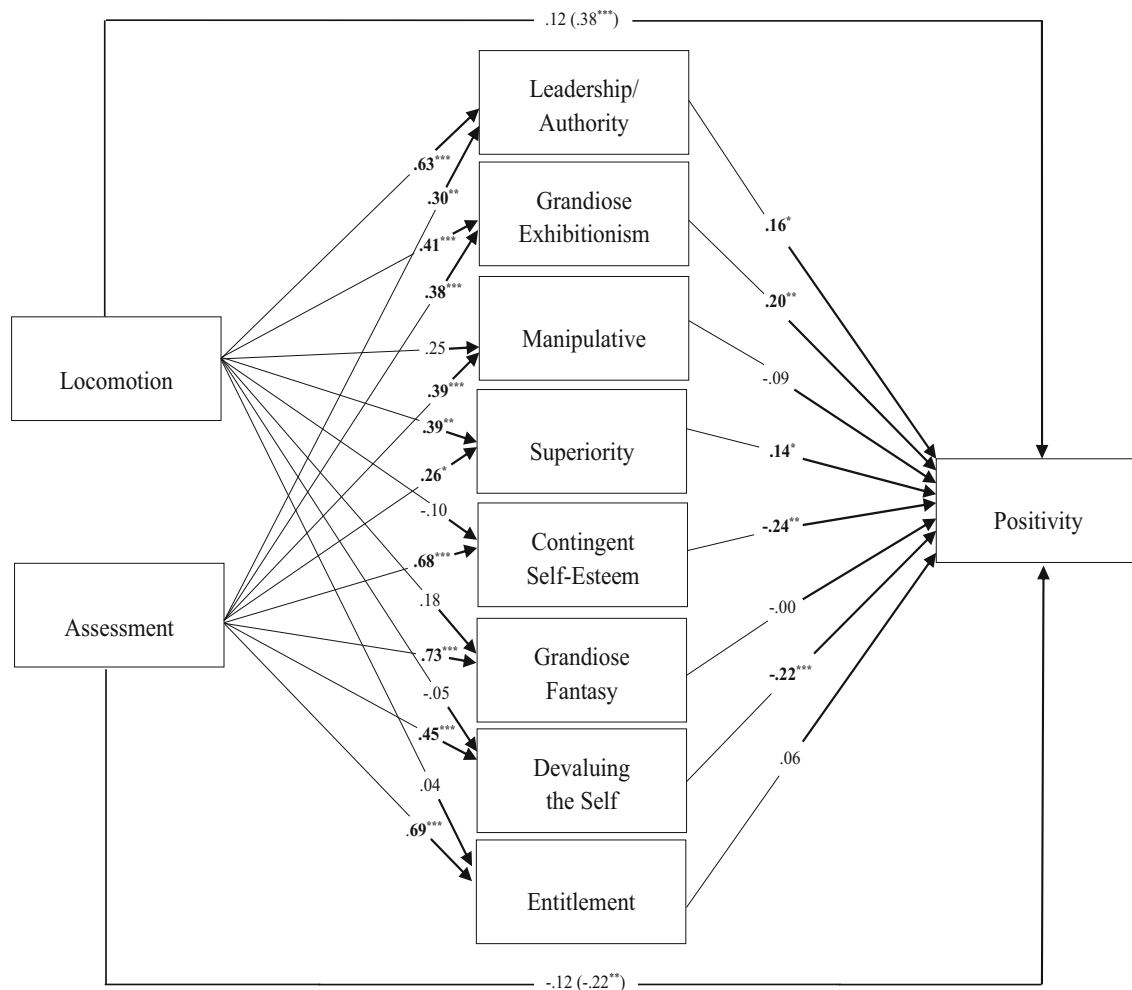 .12 (.38***)
Leadership/
Authority
.63***
.30**
Grandiose
Exhibitionism
.16*
.41***
.38***
.20**
Manipulative
.25
-.09
Locomotion
.39***
.39**
Superiority
.14*
.26*
-.10
Contingent
Self-Esteem
-.24**
Positivity
.68***
.18
Assessment
-.00
Grandiose
Fantasy
.73***
-.22***
-.05
.45***
Devaluing
the Self
.06
.04
.69***
Entitlement
-.12 (-.22**)